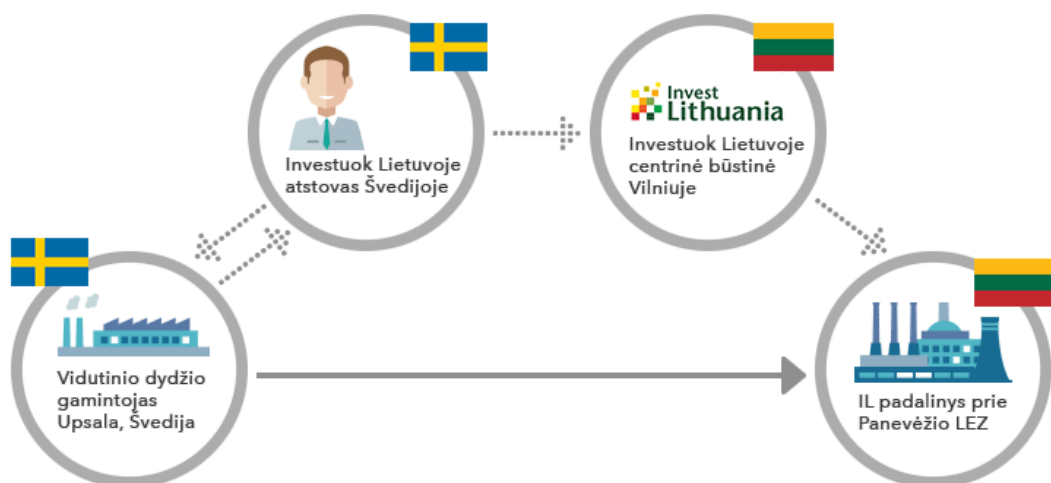 Investuok Lietuvoje
atstovas Švedijoje
Invest
Lithuania
Investuok Lietuvoje
centrinė būstinė
Vilniuje
Vidutinio dydžio
gamintojas
Upsala, Švedija
IL padalinys prie
Panevėžio LEZ